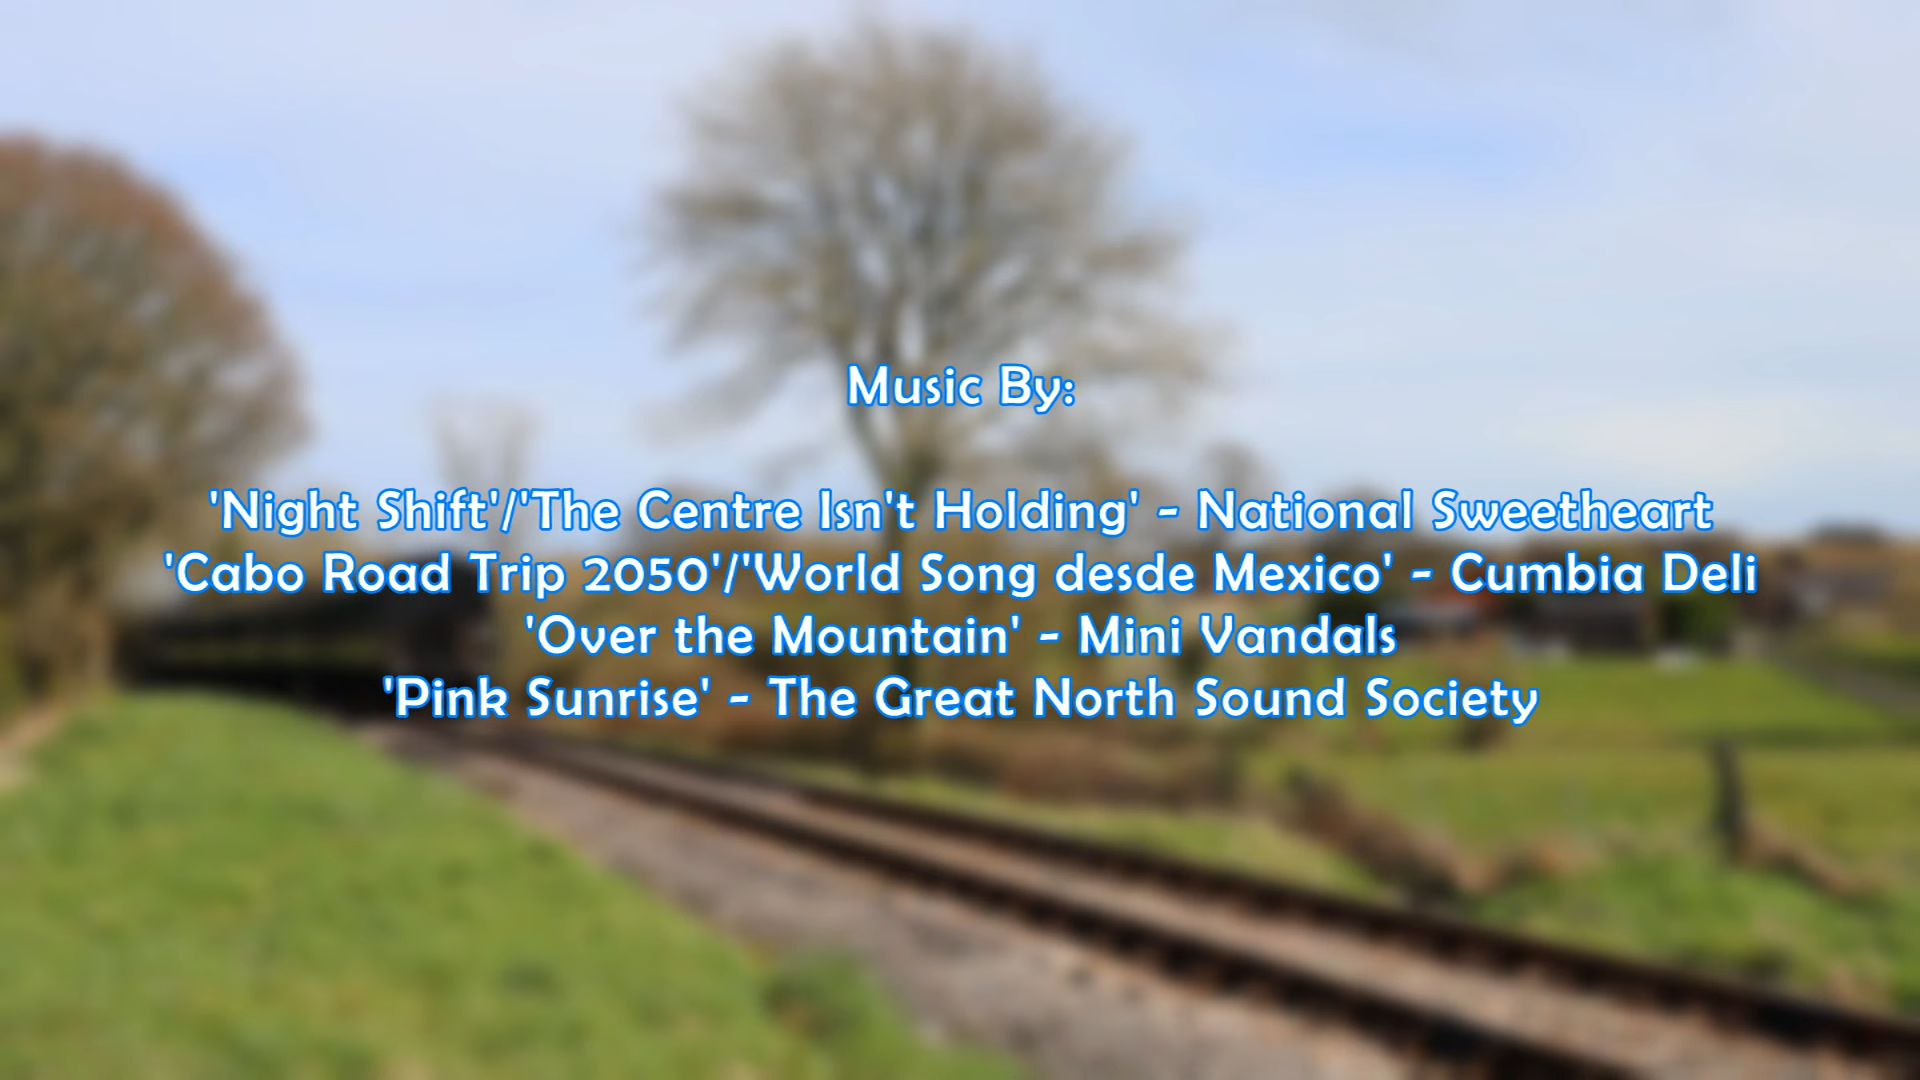 Music By:
'Night Shift'/'The Centre Isn't Holding' - National Sweetheart
'Cabo Road Trip 2050'/'World Song desde Mexico' - Cumbia Deli
'Over the Mountain' - Mini Vandals
'Pink Sunrise' - The Great North Sound Society